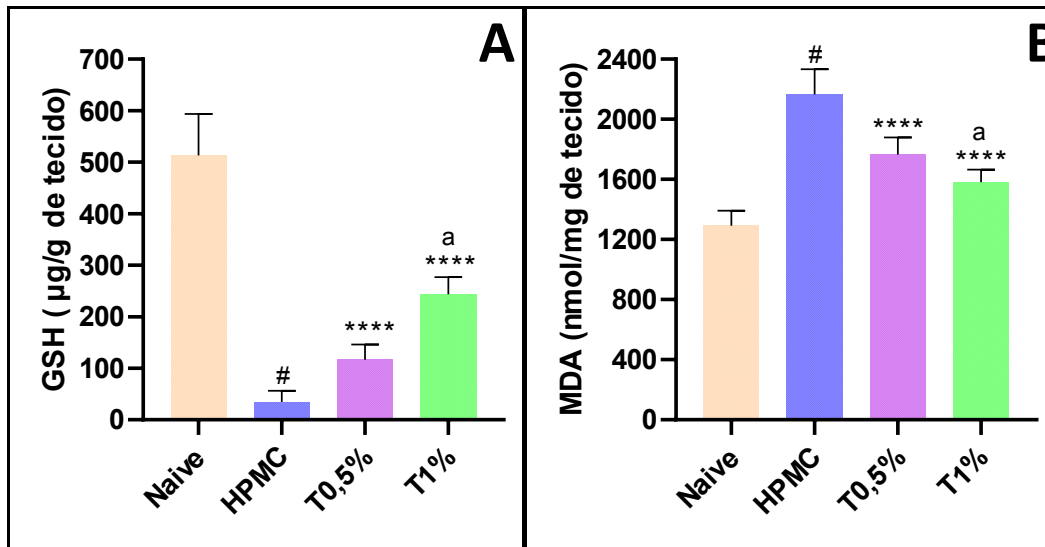 A
GSH ( µg/g de tecido)
700
600
500
400
300
200
100
0
#
****
a
****
Naive
HPMC
T0,5%
T1%
B
MDA (nmol/mg de tecido)
2400
2000
1600
1200
800
400
0
#
****
a
****
Naive
HPMC
T0,5%
T1%